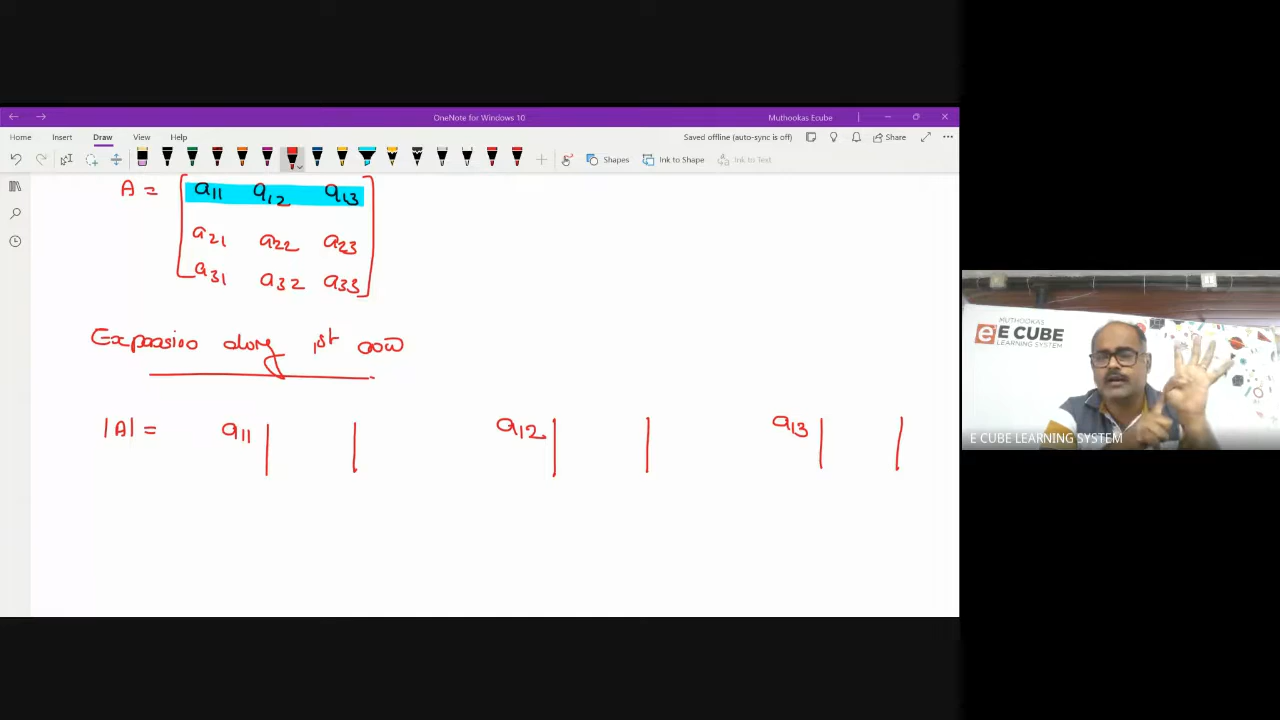 OneNote for Windows 10
Muthookas Ecube
Home Insert Draw View Help
Saved offline (auto-sync is off)
Share
Shapes Ink to Shape Ink to Text
A = a11 a12 a13
a21 a22 a23
a31 a32 a33
Expansion along 1st row
|A| = a11 | | a12 | | a13 | |
MUTHOOKAS
e E CUBE
LEARNING SYSTEM
E CUBE LEARNING SYSTEM